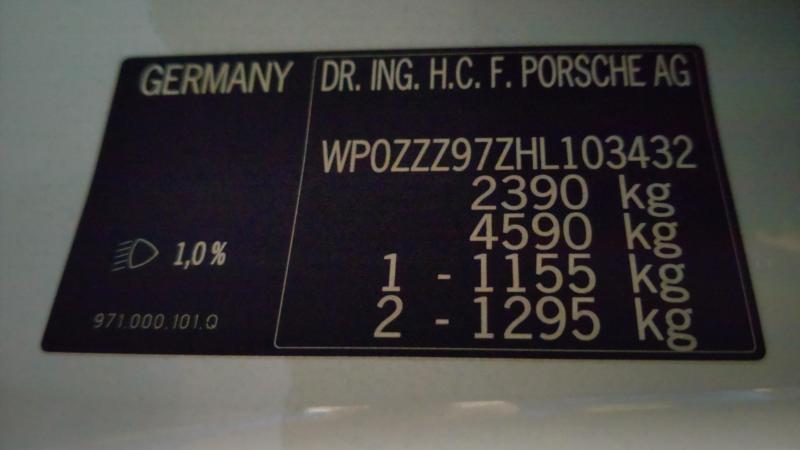 GERMANY
DR. ING. H.C. F. PORSCHE AG
WP0ZZZ97ZHL103432
2390 kg
4590 kg
1 - 1155 kg
2 - 1295 kg
1,0 %
971.000.101.Q